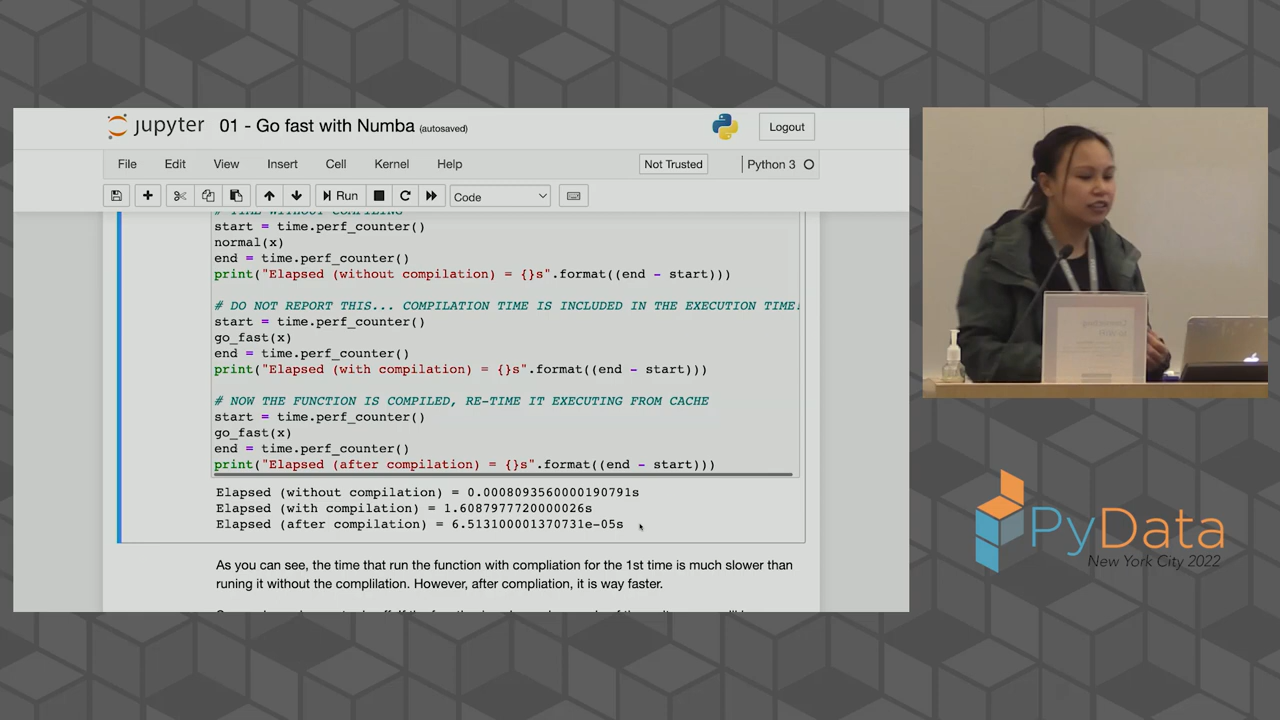 jupyter 01 - Go fast with Numba (autosaved)
Logout
File Edit View Insert Cell Kernel Help
Not Trusted
Python 3
Run
Code
# TIME WITHOUT COMPILING
start = time.perf_counter()
normal(x)
end = time.perf_counter()
print("Elapsed (without compilation) = {}s".format((end - start)))
# DO NOT REPORT THIS... COMPILATION TIME IS INCLUDED IN THE EXECUTION TIME!
start = time.perf_counter()
go_fast(x)
end = time.perf_counter()
print("Elapsed (with compilation) = {}s".format((end - start)))
# NOW THE FUNCTION IS COMPILED, RE-TIME IT EXECUTING FROM CACHE
start = time.perf_counter()
go_fast(x)
end = time.perf_counter()
print("Elapsed (after compilation) = {}s".format((end - start)))
Elapsed (without compilation) = 0.0008093560000190791s
Elapsed (with compilation) = 1.6087977720000026s
Elapsed (after compilation) = 6.513100001370731e-05s
As you can see, the time that run the function with compliation for the 1st time is much slower than
runing it without the complilation. However, after compliation, it is way faster.
PyData
New York City 2022